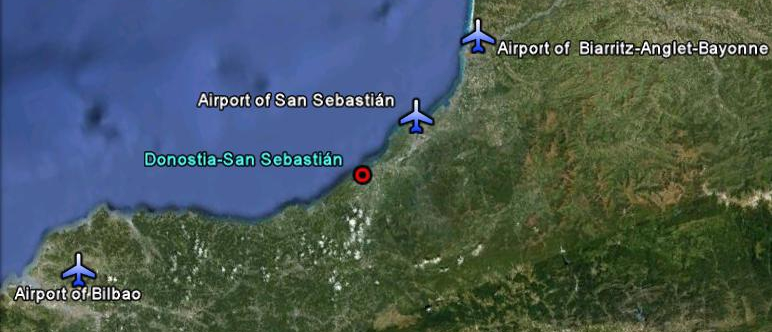 Airport of  Biarritz-Anglet-Bayonne
Airport of San Sebastián
Donostia-San Sebastián
Airport of Bilbao